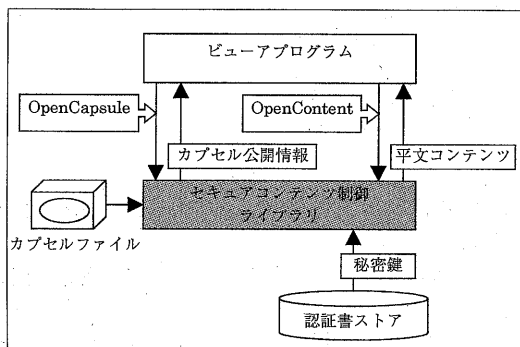 ビューアプログラム
OpenCapsule
OpenContent
カプセル公開情報
平文コンテンツ
セキュアコンテンツ制御
ライブラリ
カプセルファイル
秘密鍵
認証書ストア